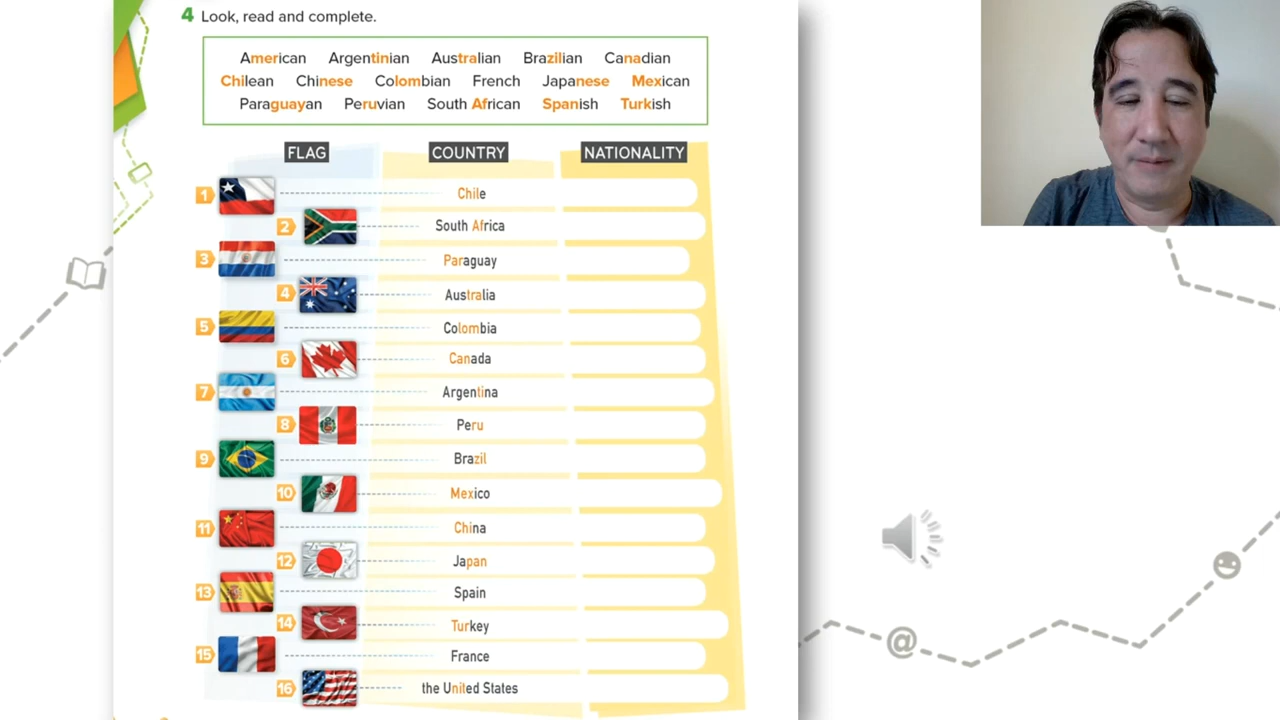 4 Look, read and complete.
American Argentinian Australian Brazilian Canadian
Chilean Chinese Colombian French Japanese Mexican
Paraguayan Peruvian South African Spanish Turkish
FLAG COUNTRY NATIONALITY
1 Chile
2 South Africa
3 Paraguay
4 Australia
5 Colombia
6 Canada
7 Argentina
8 Peru
9 Brazil
10 Mexico
11 China
12 Japan
13 Spain
14 Turkey
15 France
16 the United States
@